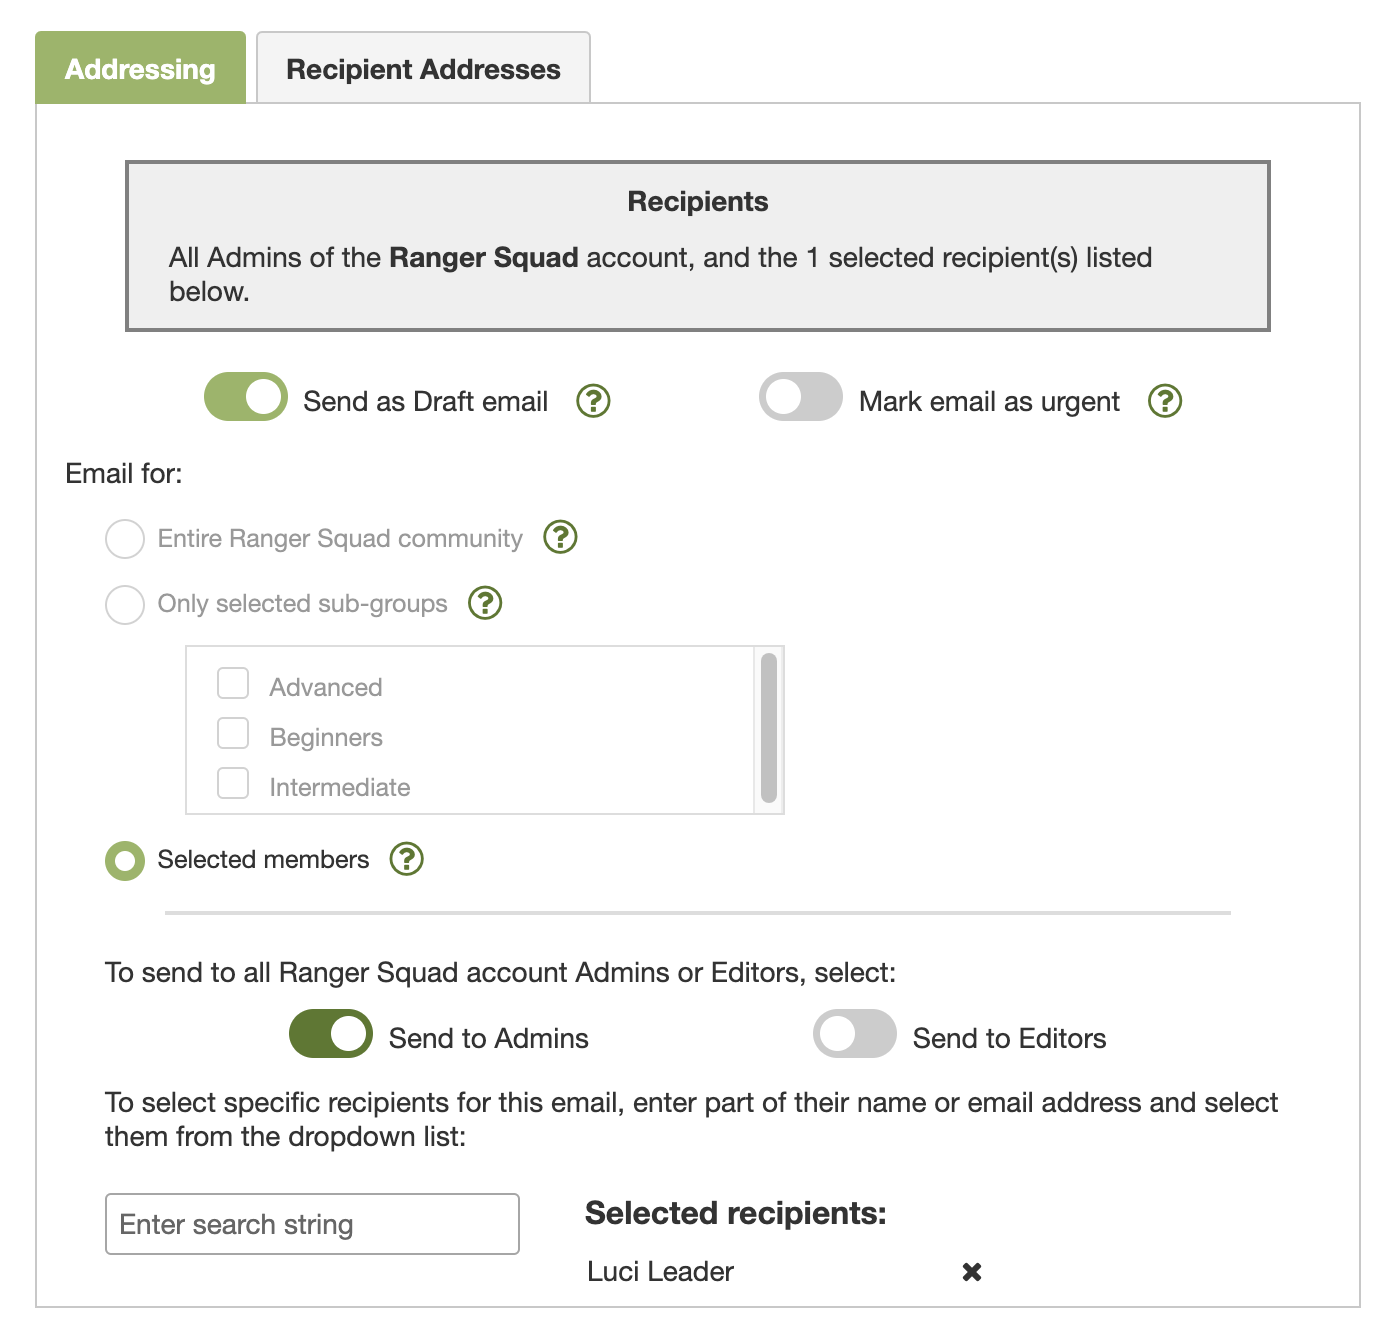 Addressing
Recipient Addresses
Recipients
All Admins of the Ranger Squad account, and the 1 selected recipient(s) listed
below.
Send as Draft email ?
Mark email as urgent ?
Email for:
Entire Ranger Squad community ?
Only selected sub-groups ?
Advanced
Beginners
Intermediate
Selected members ?
To send to all Ranger Squad account Admins or Editors, select:
Send to Admins
Send to Editors
To select specific recipients for this email, enter part of their name or email address and select
them from the dropdown list:
Enter search string
Selected recipients:
Luci Leader